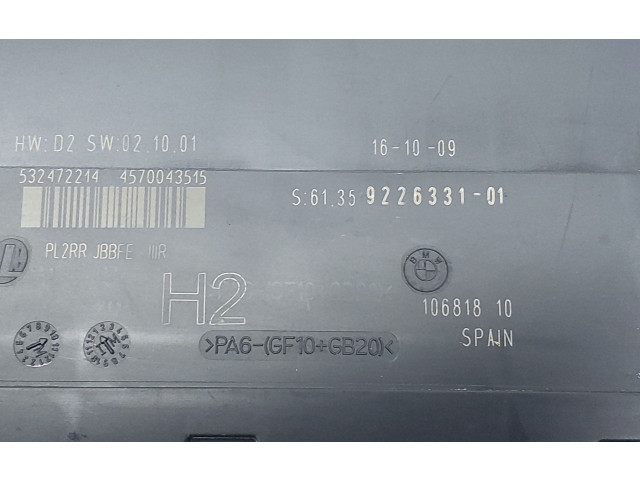 HW: D2 SW:02.10.01 16-10-09
532472214 4570043515
S:61.35 9226331-01
PL2RR JBBFE IIIR
BMW
H2
106818 10
SPAIN
>PA6-(GF10÷GB20)<